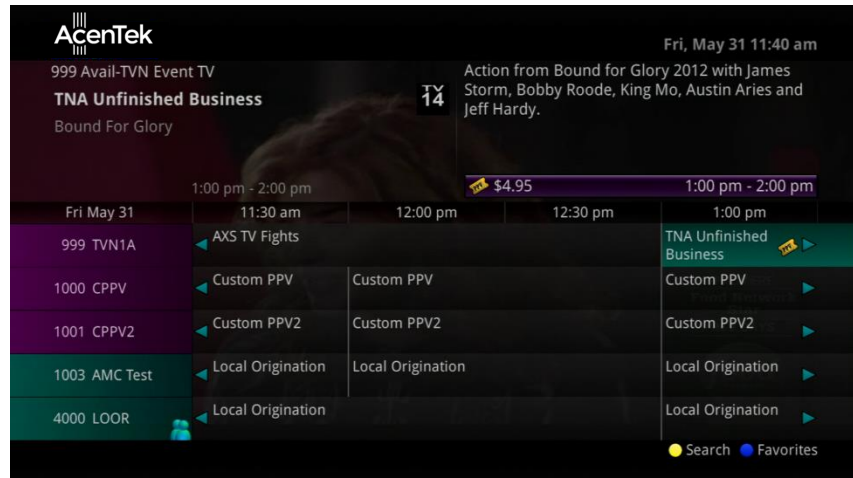 AcenTek
Fri, May 31 11:40 am
999 Avail-TVN Event TV
TNA Unfinished Business
Bound For Glory
TV
14
1:00 pm - 2:00 pm
Action from Bound for Glory 2012 with James
Storm, Bobby Roode, King Mo, Austin Aries and
Jeff Hardy.
$4.95 1:00 pm - 2:00 pm
Fri May 31 11:30 am 12:00 pm 12:30 pm 1:00 pm
999 TVN1A AXS TV Fights TNA Unfinished
Business
1000 CPPV Custom PPV Custom PPV Custom PPV
1001 CPPV2 Custom PPV2 Custom PPV2 Custom PPV2
1003 AMC Test Local Origination Local Origination Local Origination
4000 LOOR Local Origination Local Origination
Search Favorites